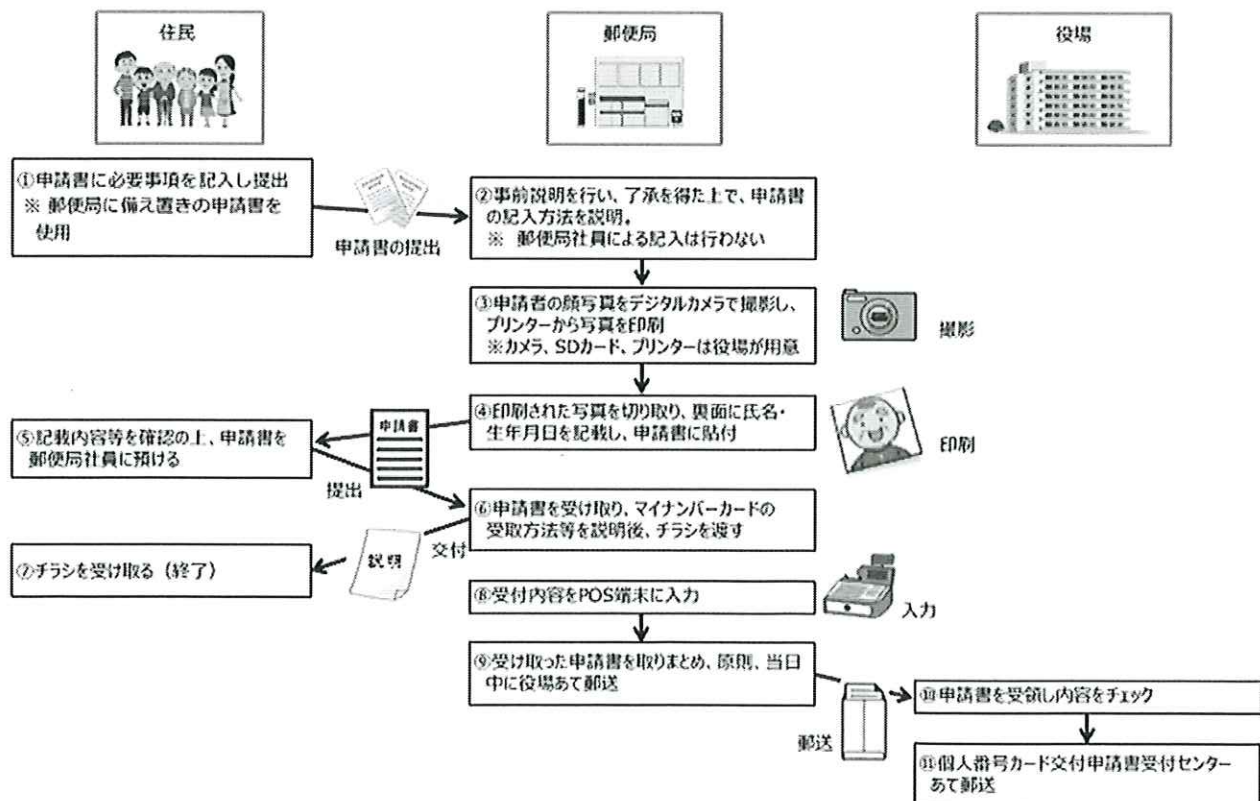 住民
郵便局
役場
①申請書に必要事項を記入し提出
※ 郵便局に備え置きの申請書を
使用
申請書の提出
②事前説明を行い、了承を得た上で、申請書
の記入方法を説明。
※ 郵便局社員による記入は行わない
③申請者の顔写真をデジタルカメラで撮影し、
プリンターから写真を印刷
※カメラ、SDカード、プリンターは役場が用意
撮影
④印刷された写真を切り取り、裏面に氏名・
生年月日を記載し、申請書に貼付
印刷
申請書
⑤記載内容等を確認の上、申請書を
郵便局社員に預ける
提出
⑥申請書を受け取り、マイナンバーカードの
受取方法等を説明後、チラシを渡す
交付
説明
⑦チラシを受け取る（終了）
⑧受付内容をPOS端末に入力
入力
⑨受け取った申請書を取りまとめ、原則、当日
中に役場あて郵送
郵送
⑩申請書を受領し内容をチェック
⑪個人番号カード交付申請書受付センター
あて郵送